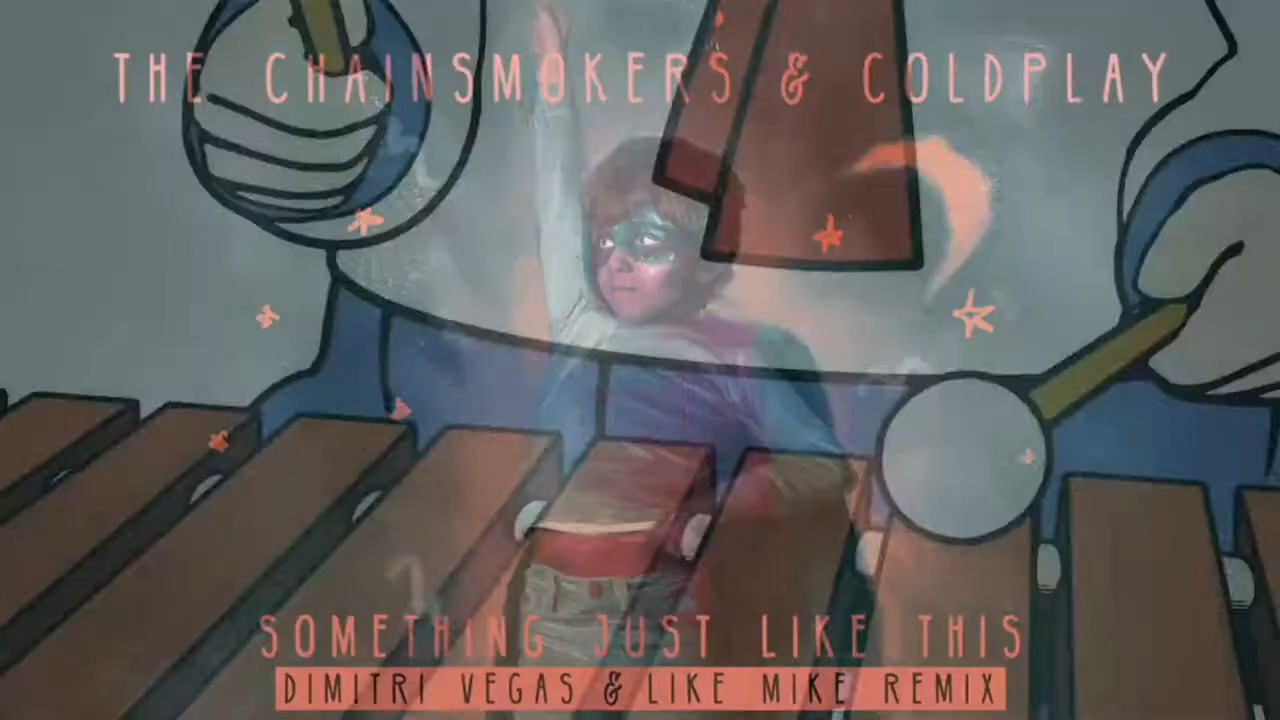 THE CHAINSMOKERS & COLDPLAY
SOMETHING JUST LIKE THIS
DIMITRI VEGAS & LIKE MIKE REMIX